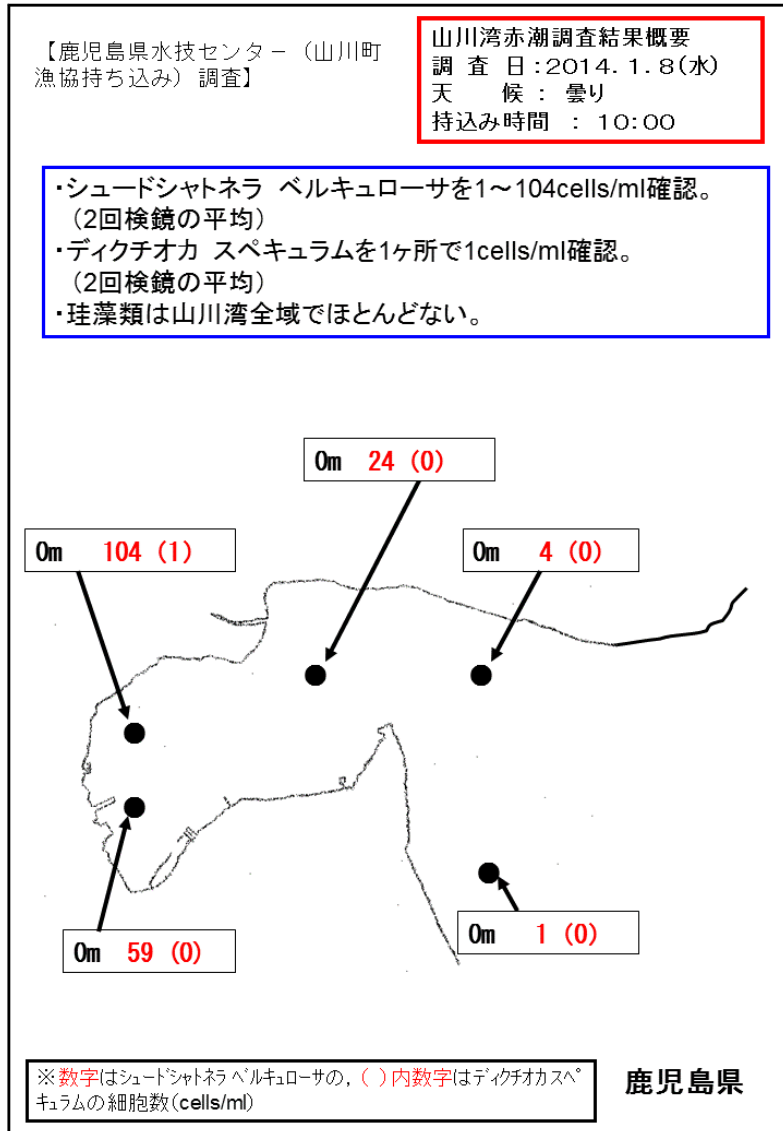 【鹿児島県水技センター（山川町
漁協持ち込み）調査】
山川湾赤潮調査結果概要
調 査 日：2014．1．8(水)
天　　候 ： 曇り
持込み時間 ： 10：00
・シュードシャトネラ ベルキュローサを1～104cells/ml確認。
（2回検鏡の平均）
・ディクチオカ スペキュラムを1ヶ所で1cells/ml確認。
（2回検鏡の平均）
・珪藻類は山川湾全域でほとんどない。
0m 24 (0)
0m 104 (1)
0m 4 (0)
0m 59 (0)
0m 1 (0)
※数字はシュードシャトネラ ベルキューローサの，（ ）内数字はディクチオカスペ
キュラムの細胞数(cells/ml)
鹿児島県